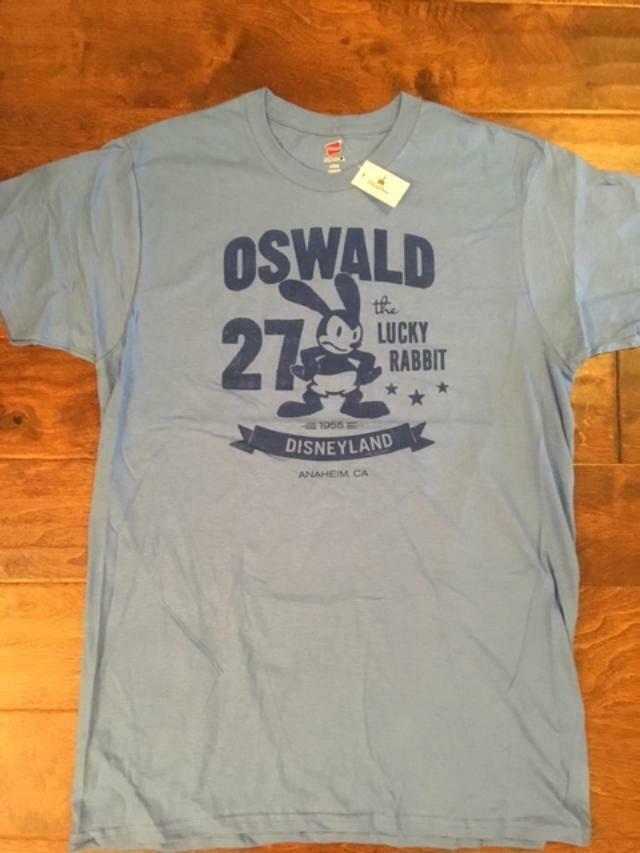 OSWALD
the
27
LUCKY
RABBIT
1955
DISNEYLAND
ANAHEIM, CA